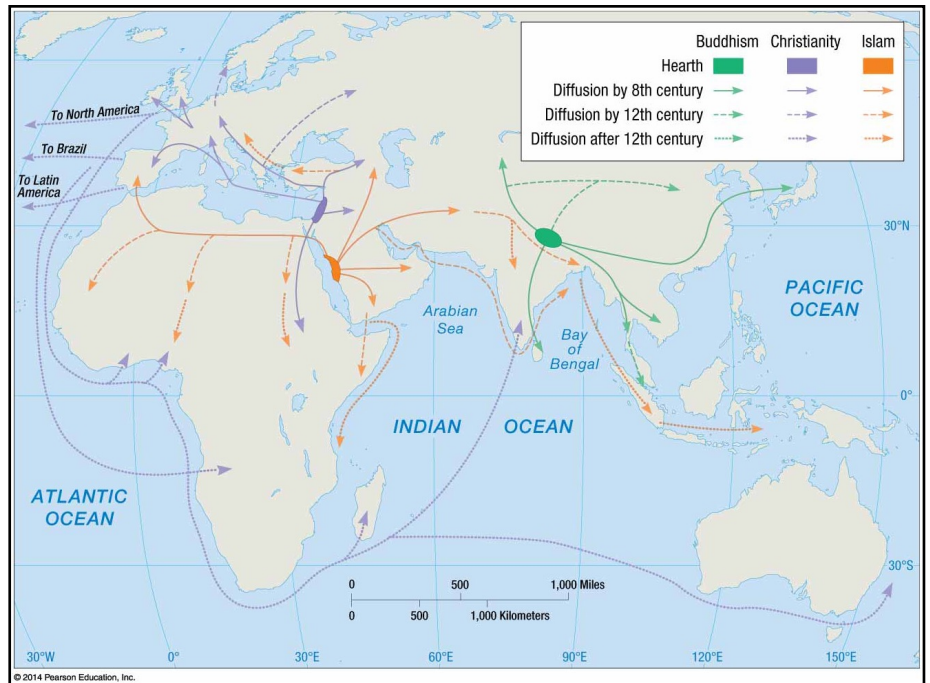 Buddhism Christianity Islam
Hearth
Diffusion by 8th century
Diffusion by 12th century
Diffusion after 12th century
To North America
To Brazil
To Latin
America
30°N
PACIFIC
OCEAN
Arabian
Sea
Bay
of
Bengal
0°
INDIAN OCEAN
ATLANTIC
OCEAN
30°S
0 500 1,000 Miles
0 500 1,000 Kilometers
30°W 0° 30°E 60°E 90°E 120°E 150°E
© 2014 Pearson Education, Inc.